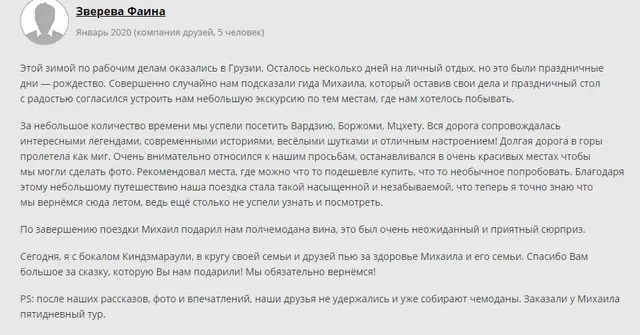 Зверева Фаина
Январь 2020 (компания друзей, 5 человек)
Этой зимой по рабочим делам оказались в Грузии. Осталось несколько дней на личный отдых, но это были праздничные
дни — рождество. Совершенно случайно нам подсказали гида Михаила, который оставив свои дела и праздничный стол
с радостью согласился устроить нам небольшую экскурсию по тем местам, где нам хотелось побывать.
За небольшое количество времени мы успели посетить Вардзию, Боржоми, Мцхету. Вся дорога сопровождалась
интересными легендами, современными историями, весёлыми шутками и отличным настроением! Долгая дорога в горы
пролетела как миг. Очень внимательно относился к нашим просьбам, останавливался в очень красивых местах чтобы
мы могли сделать фото. Рекомендовал места, где можно что то подешевле купить, что то необычное попробовать. Благодаря
этому небольшому путешествию наша поездка стала такой насыщенной и незабываемой, что теперь я точно знаю что
мы вернёмся сюда летом, ведь ещё столько не успели узнать и посмотреть.
По завершению поездки Михаил подарил нам полчемодана вина, это был очень неожиданный и приятный сюрприз.
Сегодня, я с бокалом Киндзмараули, в кругу своей семьи и друзей пью за здоровье Михаила и его семьи. Спасибо Вам
большое за сказку, которую Вы нам подарили! Мы обязательно вернёмся!
PS: после наших рассказов, фото и впечатлений, наши друзья не удержались и уже собирают чемоданы. Заказали у Михаила
пятидневный тур.